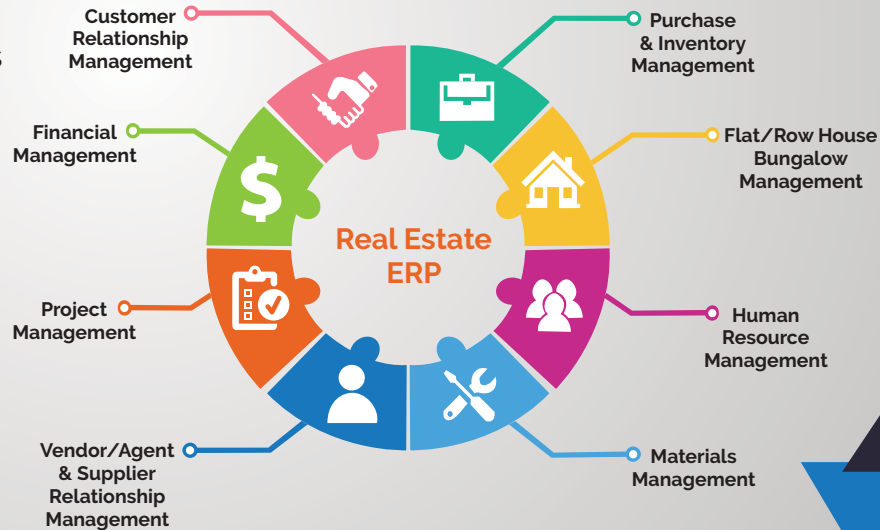 Customer
Relationship
Management
Purchase
& Inventory
Management
Financial
Management
Flat/Row House
Bungalow
Management
Real Estate
ERP
Project
Management
Human
Resource
Management
Vendor/Agent
& Supplier
Relationship
Management
Materials
Management